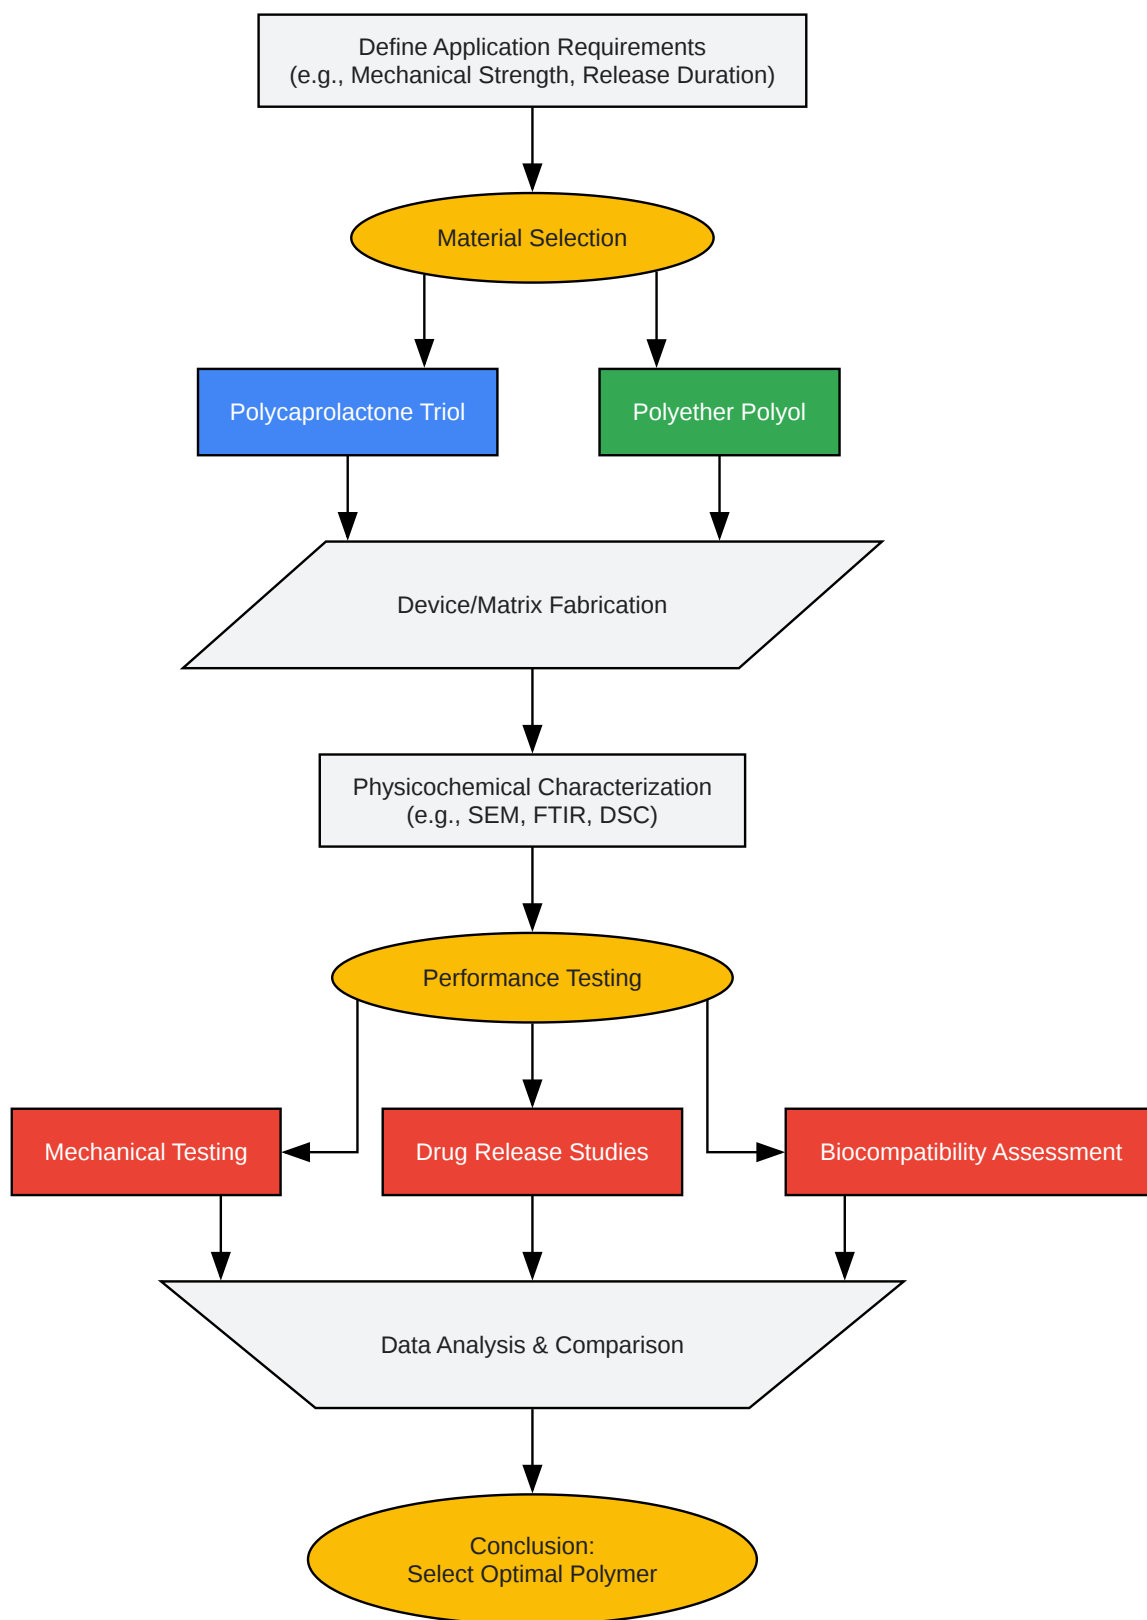 Define Application Requirements
(e.g., Mechanical Strength, Release Duration)
Material Selection
Polycaprolactone Triol
Polyether Polyol
Device/Matrix Fabrication
Physicochemical Characterization
(e.g., SEM, FTIR, DSC)
Performance Testing
Mechanical Testing
Drug Release Studies
Biocompatibility Assessment
Data Analysis & Comparison
Conclusion:
Select Optimal Polymer